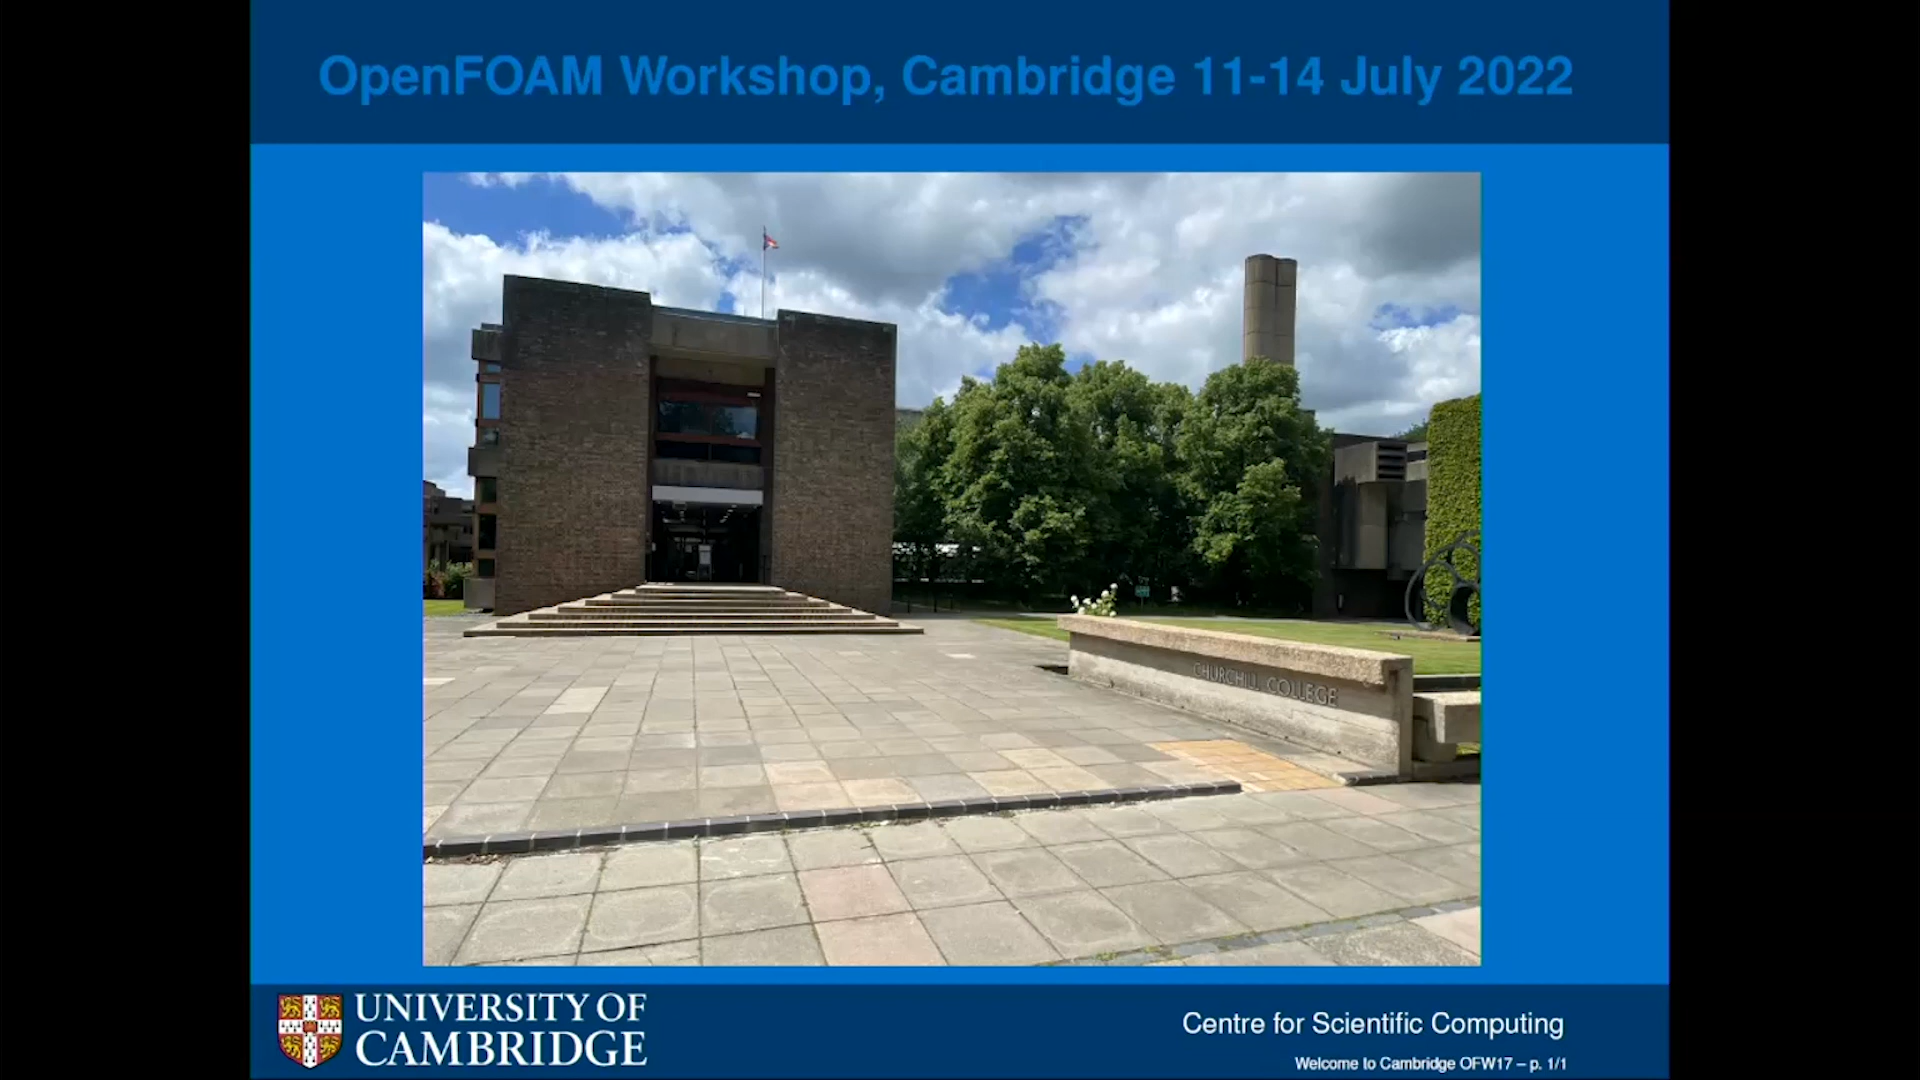 OpenFOAM Workshop, Cambridge 11-14 July 2022
CHURCHILL COLLEGE
UNIVERSITY OF
CAMBRIDGE
Centre for Scientific Computing
Welcome to Cambridge OFW17 – p. 1/1